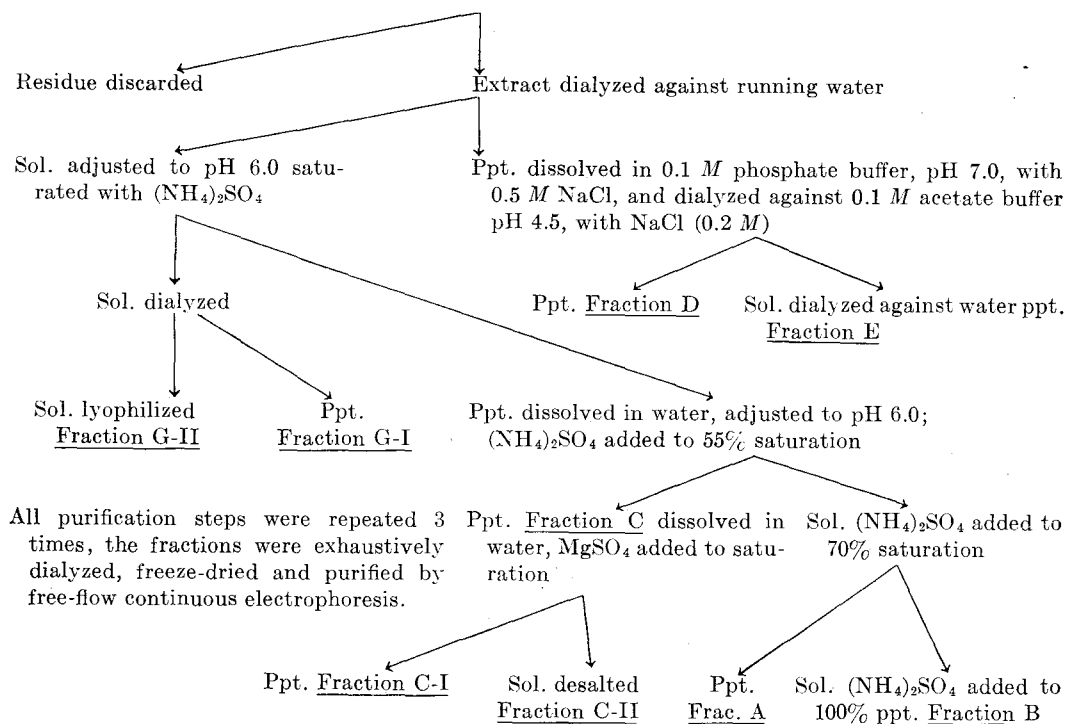 Residue discarded
Extract dialyzed against running water
Sol. adjusted to pH 6.0 satu-
rated with (NH₄)₂SO₄
Ppt. dissolved in 0.1 M phosphate buffer, pH 7.0, with
0.5 M NaCl, and dialyzed against 0.1 M acetate buffer
pH 4.5, with NaCl (0.2 M)
Sol. dialyzed
Ppt. Fraction D
Sol. dialyzed against water ppt.
Fraction E
Sol. lyophilized
Fraction G-II
Ppt.
Fraction G-I
Ppt. dissolved in water, adjusted to pH 6.0;
(NH₄)₂SO₄ added to 55% saturation
All purification steps were repeated 3
times, the fractions were exhaustively
dialyzed, freeze-dried and purified by
free-flow continuous electrophoresis.
Ppt. Fraction C dissolved in
water, MgSO₄ added to satu-
ration
Sol. (NH₄)₂SO₄ added to
70% saturation
Ppt. Fraction C-I
Sol. desalted
Fraction C-II
Ppt.
Frac. A
Sol. (NH₄)₂SO₄ added to
100% ppt. Fraction B